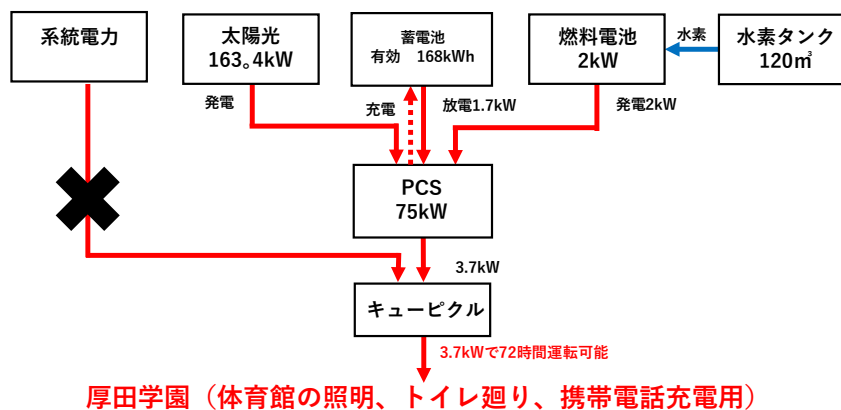 系統電力
太陽光
163。4kW
蓄電池
有効　168kWh
燃料電池
2kW
水素
水素タンク
120㎥
発電
充電
放電1.7kW
発電2kW
PCS
75kW
3.7kW
キュービクル
3.7kWで72時間運転可能
厚田学園（体育館の照明、トイレ廻り、携帯電話充電用）